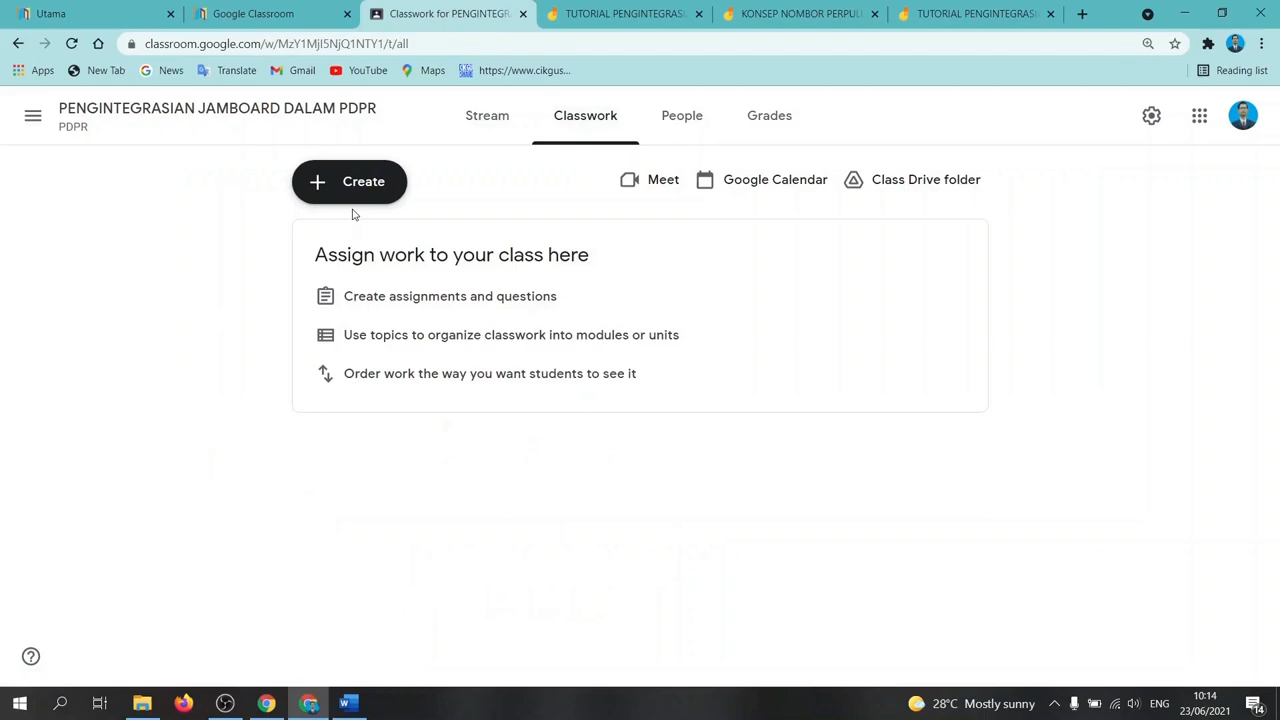 Utama
Google Classroom
Classwork for PENGINTEGRA
TUTORIAL PENGINTEGRASI
KONSEP NOMBOR PERPUL
TUTORIAL PENGINTEGRASI
classroom.google.com/w/MzY1MjI5NjQ1NTY1/t/all
Apps
New Tab
News
Translate
Gmail
YouTube
Maps
https://www.cikgus...
Reading list
PENGINTEGRASIAN JAMBOARD DALAM PDPR
PDPR
Stream
Classwork
People
Grades
Create
Meet
Google Calendar
Class Drive folder
Assign work to your class here
Create assignments and questions
Use topics to organize classwork into modules or units
Order work the way you want students to see it
28°C Mostly sunny
ENG
10:14
23/06/2021